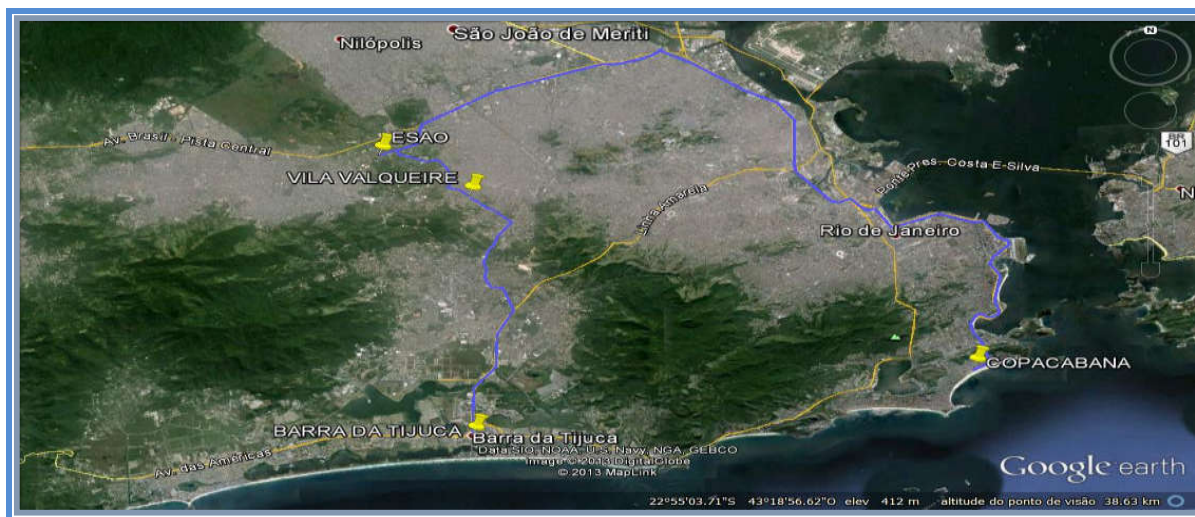 São João de Meriti
Nilópolis
N
Av. Brasil - Pista Central
ESAO
BR
101
VILA VALQUEIRE
Ponte Pres. Costa E Silva
Linha Amarela
N
Rio de Janeiro
COPACABANA
BARRA DA TIJUCA
Barra da Tijuca
Data SIO, NOAA, U.S. Navy, NGA, GEBCO
Image © 2013 DigitalGlobe
© 2013 MapLink
Av. das Américas
Google earth
22°55'03.71"S 43°18'56.62"O elev 412 m altitude do ponto de visão 38.63 km